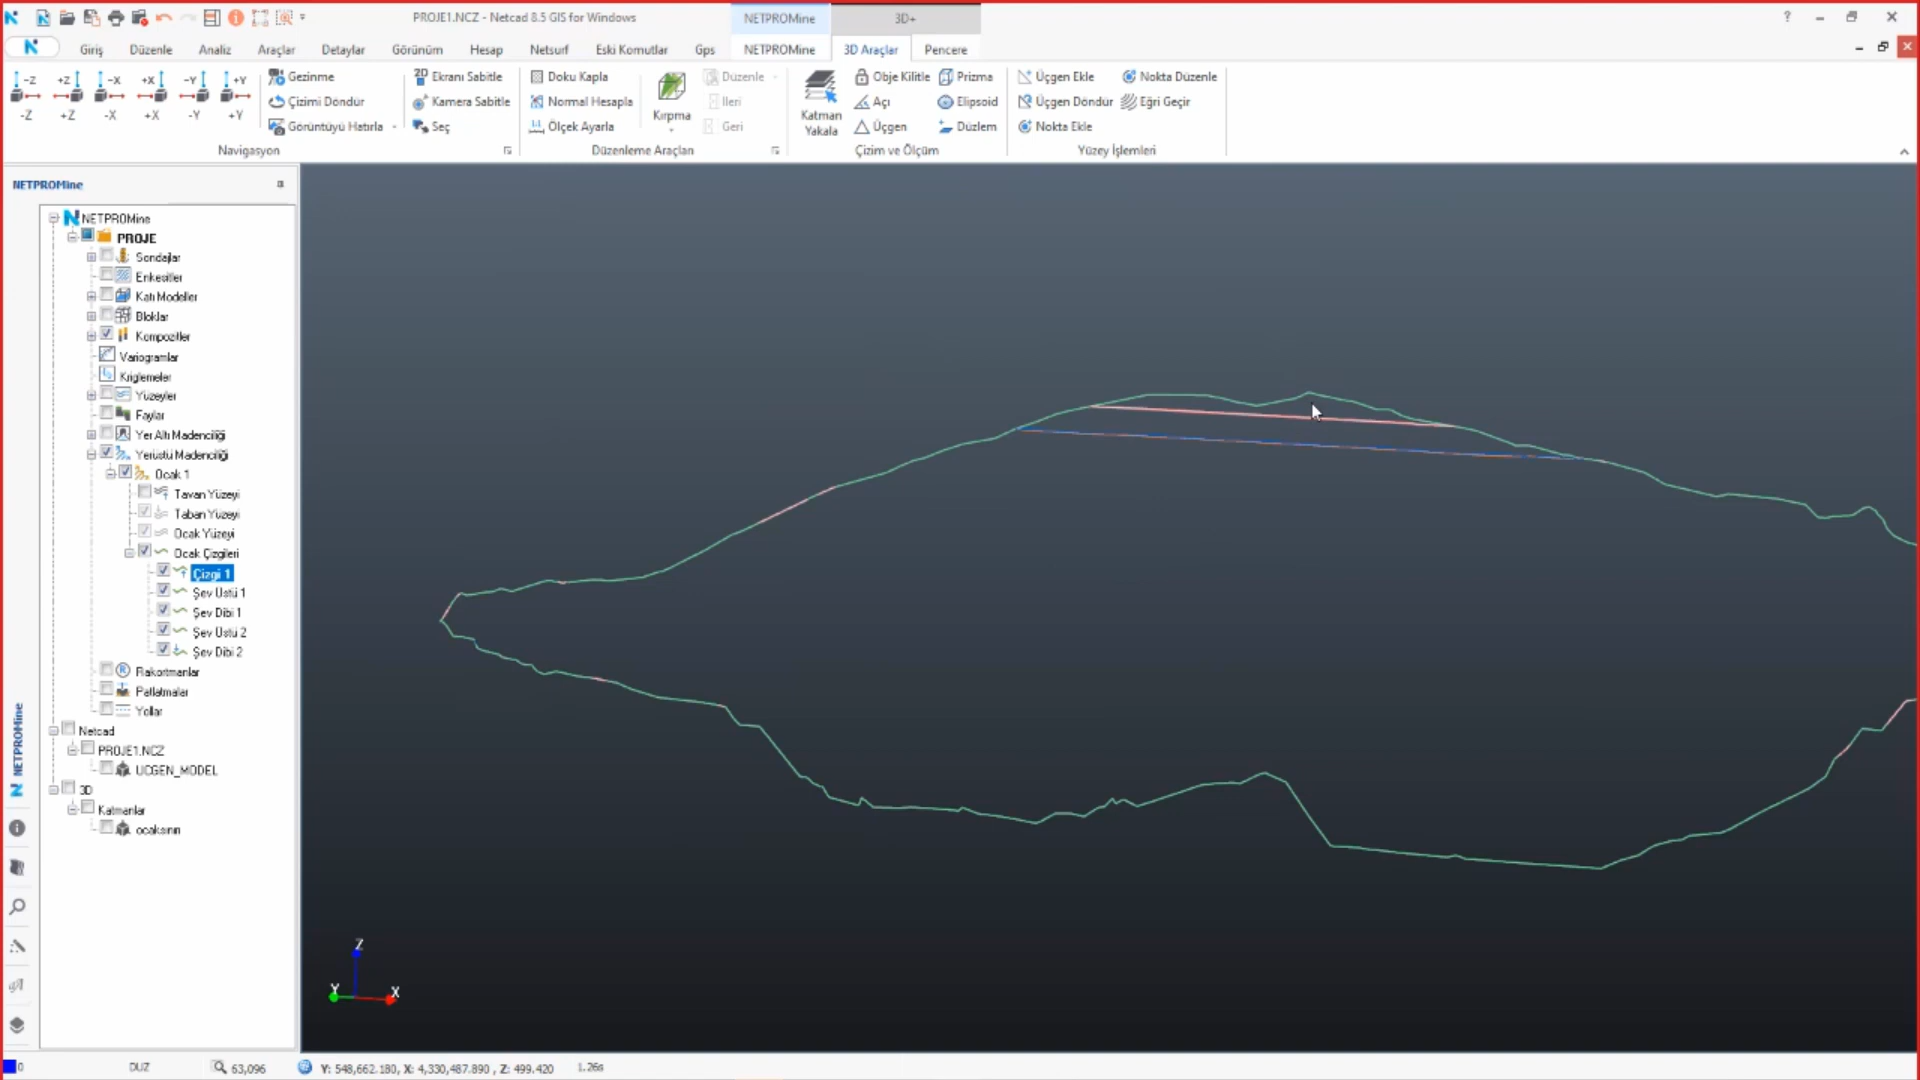 PROJE1.NCZ - Netcad 8.5 GIS for Windows
NETPROMine
3D+
Giriş
Düzenle
Analiz
Araçlar
Detaylar
Görünüm
Hesap
Netsurf
Eski Komutlar
Gps
NETPROMine
3D Araçlar
Pencere
-Z +Z -X +X -Y +Y
-Z +Z -X +X -Y +Y
Gezinme
Çizimi Döndür
Görüntüyü Hatırla
2D Ekranı Sabitle
Kamera Sabitle
Seç
Navigasyon
Doku Kapla
Normal Hesapla
Ölçek Ayarla
Kırpma
Düzenle
İleri
Geri
Düzenleme Araçları
Katman
Yakala
Obje Kilitle
Açı
Üçgen
Prizma
Elipsoid
Düzlem
Çizim ve Ölçüm
Üçgen Ekle
Üçgen Döndür
Nokta Ekle
Nokta Düzenle
Eğri Geçir
Yüzey İşlemleri
NETPROMine
NETPROMine
PROJE
Sondajlar
Enkesitler
Katı Modeller
Bloklar
Kompozitler
Variogramlar
Kriglemeler
Yüzeyler
Faylar
Yer Altı Madenciliği
Yerüstü Madenciliği
Ocak 1
Tavan Yüzeyi
Taban Yüzeyi
Ocak Yüzeyi
Ocak Çizgileri
Çizgi 1
Şev Üstü 1
Şev Dibi 1
Şev Üstü 2
Şev Dibi 2
Rakortmanlar
Patlatmalar
Yollar
Netcad
PROJE1.NCZ
UCGEN_MODEL
3D
Katmanlar
ocaksınırı
NETPROMine
Z
Y
X
0
DUZ
63,096
Y: 548,662.180, X: 4,330,487.890 , Z: 499.420
1.26s